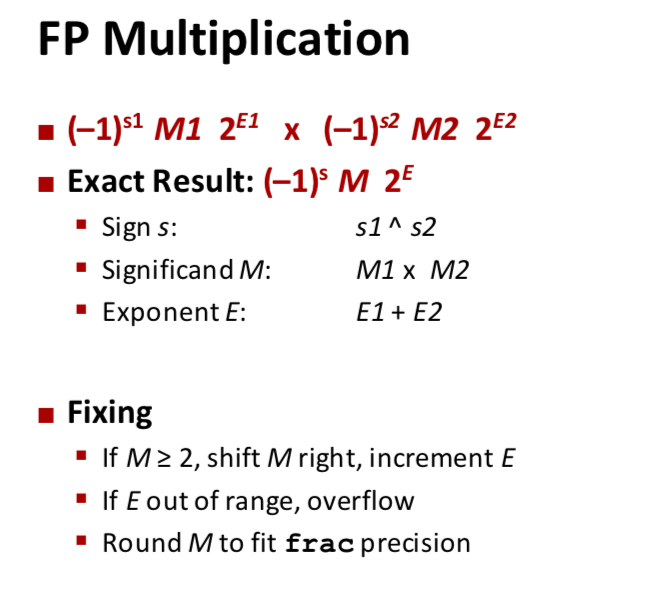 FP Multiplication
■ (–1)^s1 M1 2^E1 x (–1)^s2 M2 2^E2
■ Exact Result: (–1)^s M 2^E
▪ Sign s: s1 ^ s2
▪ Significand M: M1 x M2
▪ Exponent E: E1 + E2
■ Fixing
▪ If M ≥ 2, shift M right, increment E
▪ If E out of range, overflow
▪ Round M to fit frac precision